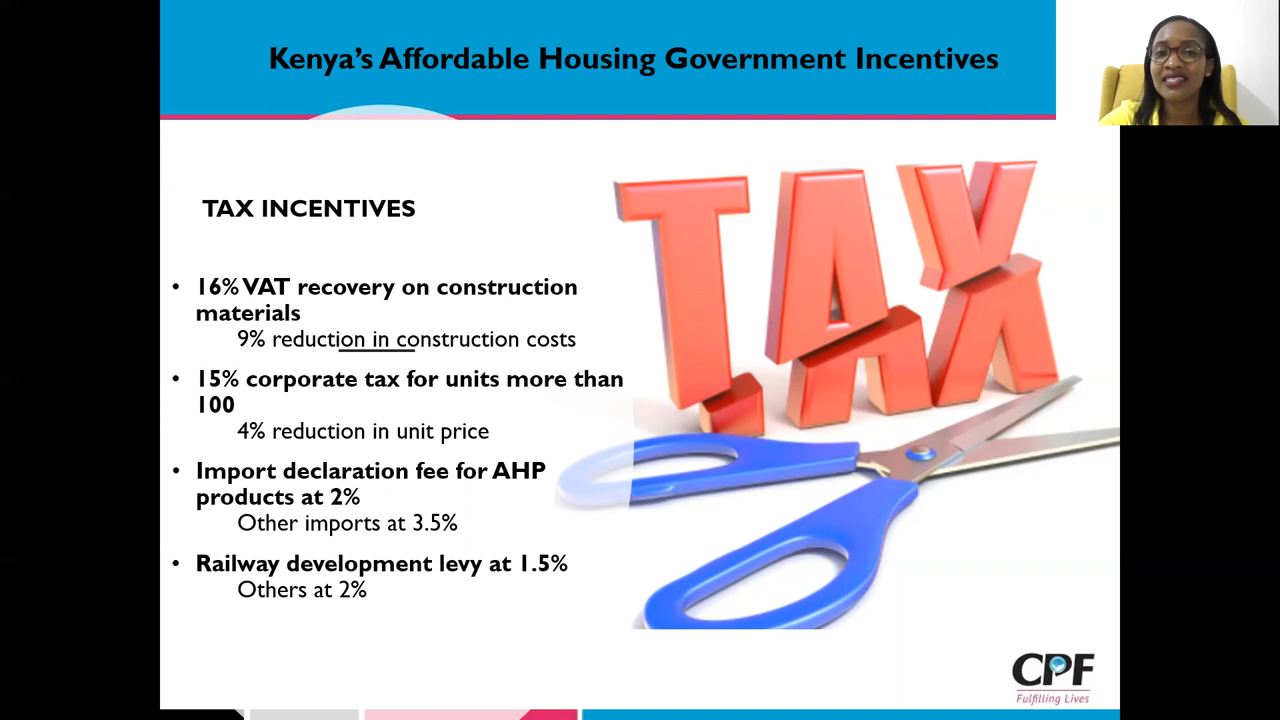 Kenya's Affordable Housing Government Incentives
TAX INCENTIVES
• 16% VAT recovery on construction
materials
9% reduction in construction costs
• 15% corporate tax for units more than
100
4% reduction in unit price
• Import declaration fee for AHP
products at 2%
Other imports at 3.5%
• Railway development levy at 1.5%
Others at 2%
TAX
CPF
Fulfilling Lives